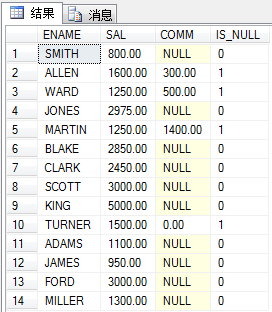 结果 消息
ENAME SAL COMM IS_NULL
1 SMITH 800.00 NULL 0
2 ALLEN 1600.00 300.00 1
3 WARD 1250.00 500.00 1
4 JONES 2975.00 NULL 0
5 MARTIN 1250.00 1400.00 1
6 BLAKE 2850.00 NULL 0
7 CLARK 2450.00 NULL 0
8 SCOTT 3000.00 NULL 0
9 KING 5000.00 NULL 0
10 TURNER 1500.00 0.00 1
11 ADAMS 1100.00 NULL 0
12 JAMES 950.00 NULL 0
13 FORD 3000.00 NULL 0
14 MILLER 1300.00 NULL 0